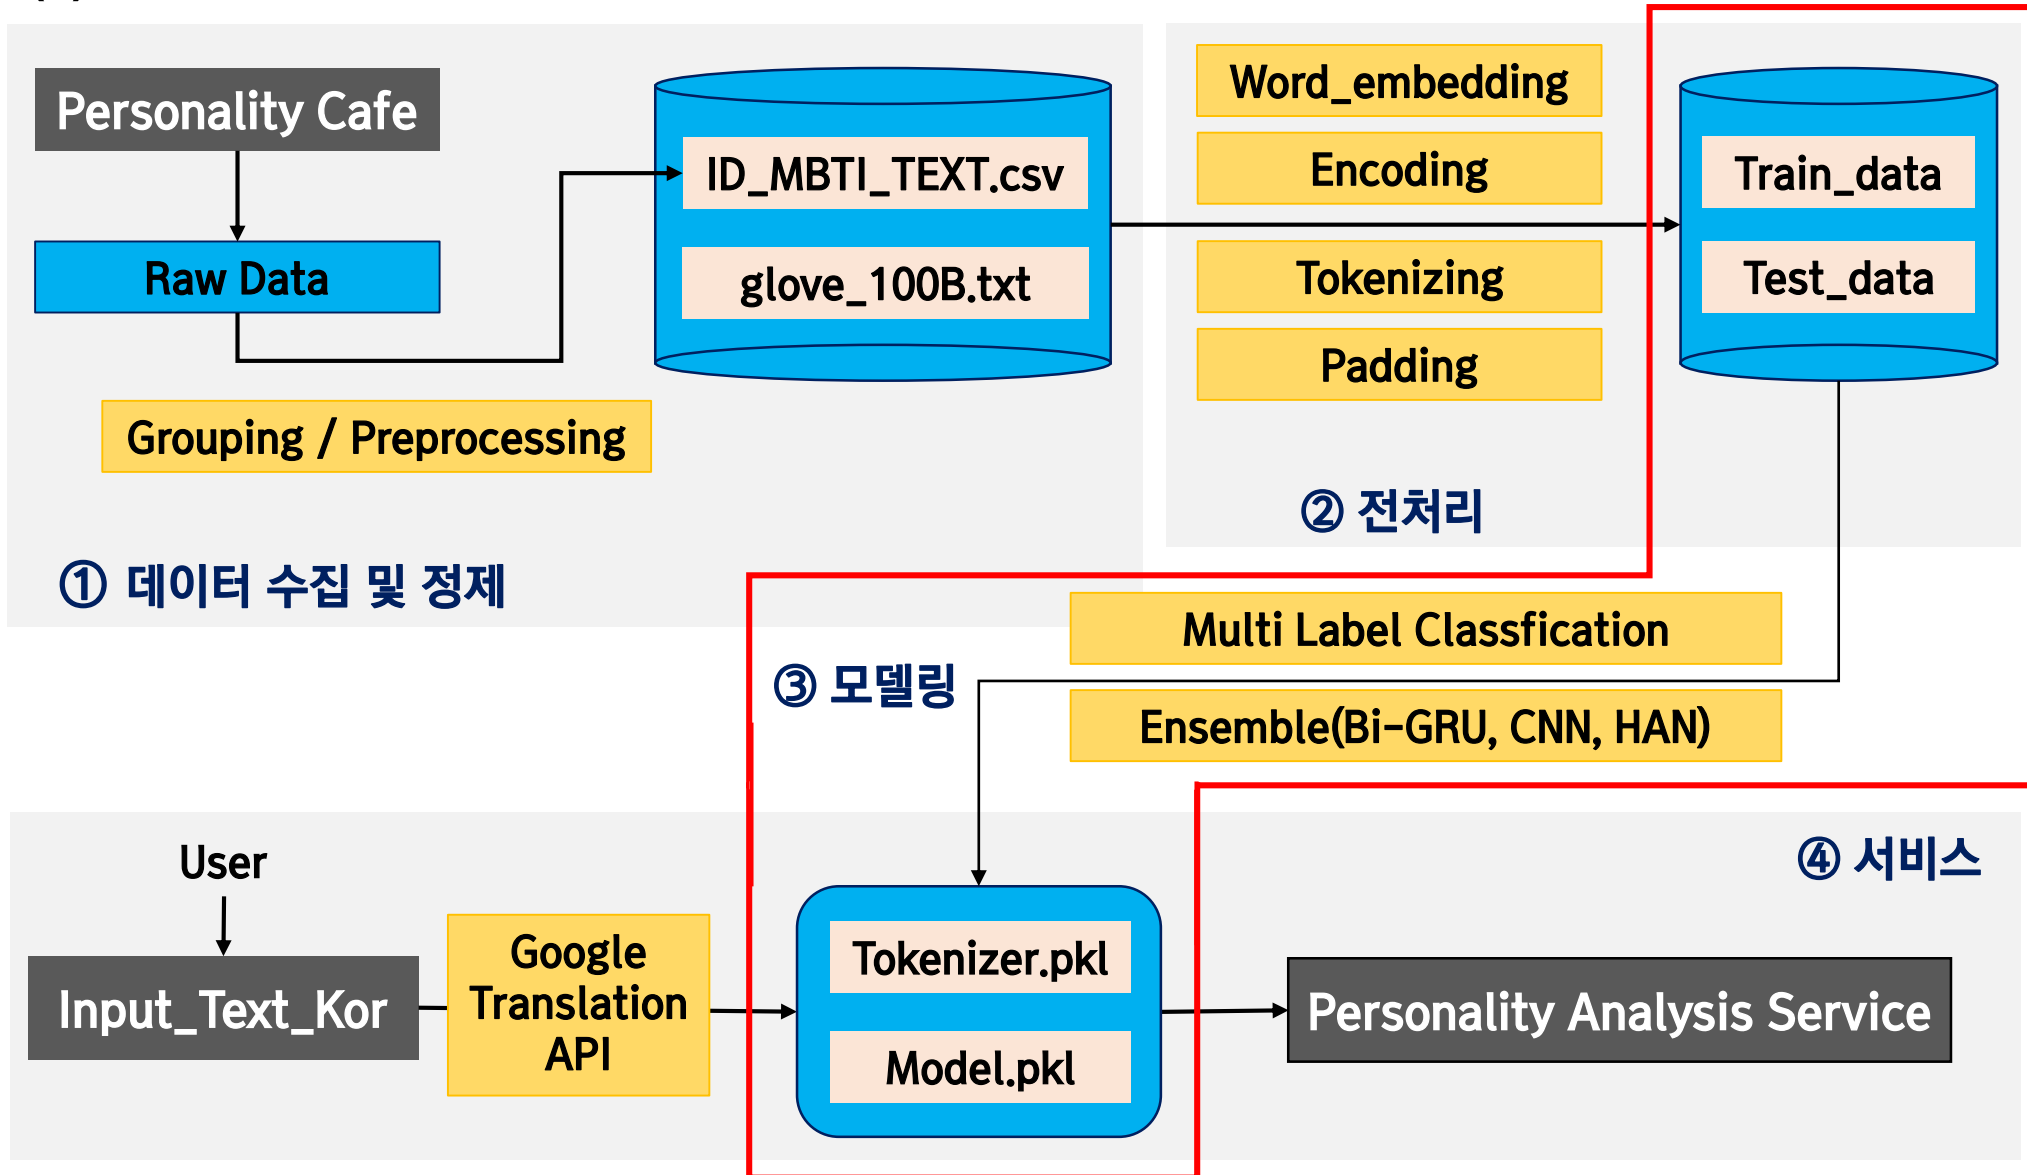 Personality Cafe
Raw Data
Grouping / Preprocessing
ID_MBTI_TEXT.csv
glove_100B.txt
① 데이터 수집 및 정제
Word_embedding
Encoding
Tokenizing
Padding
② 전처리
Train_data
Test_data
Multi Label Classfication
③ 모델링
Ensemble(Bi-GRU, CNN, HAN)
④ 서비스
User
Input_Text_Kor
Google
Translation
API
Tokenizer.pkl
Model.pkl
Personality Analysis Service